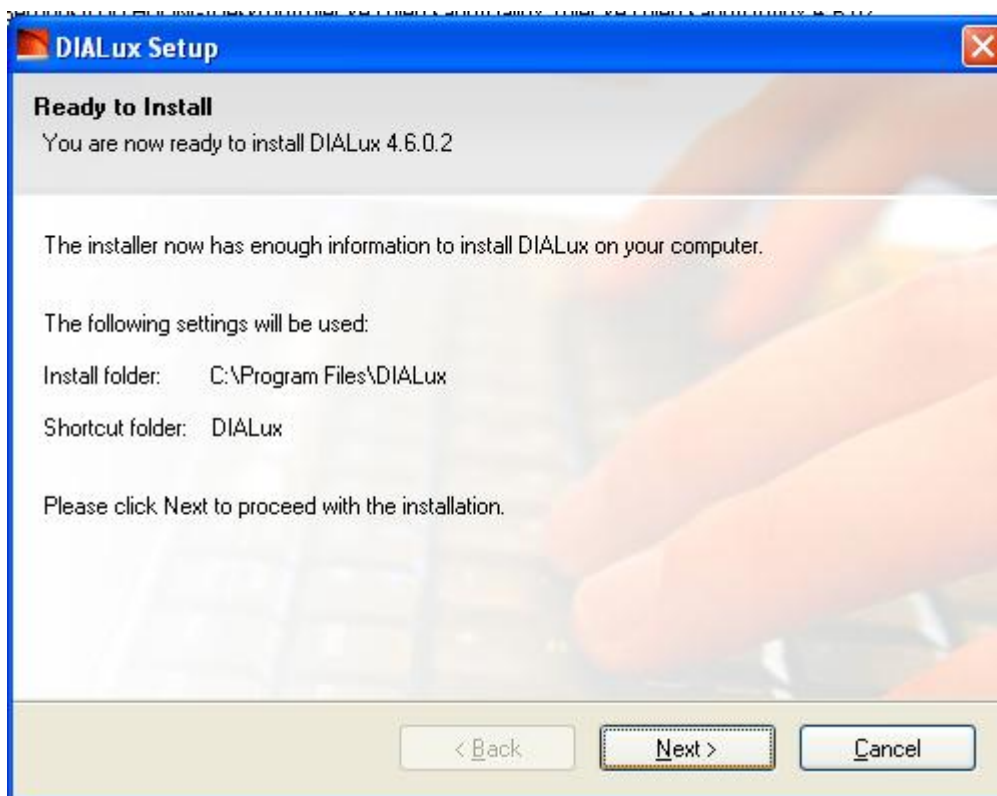 DIALux Setup
Ready to Install
You are now ready to install DIALux 4.6.0.2
The installer now has enough information to install DIALux on your computer.
The following settings will be used:
Install folder: C:\Program Files\DIALux
Shortcut folder: DIALux
Please click Next to proceed with the installation.
< Back
Next >
Cancel